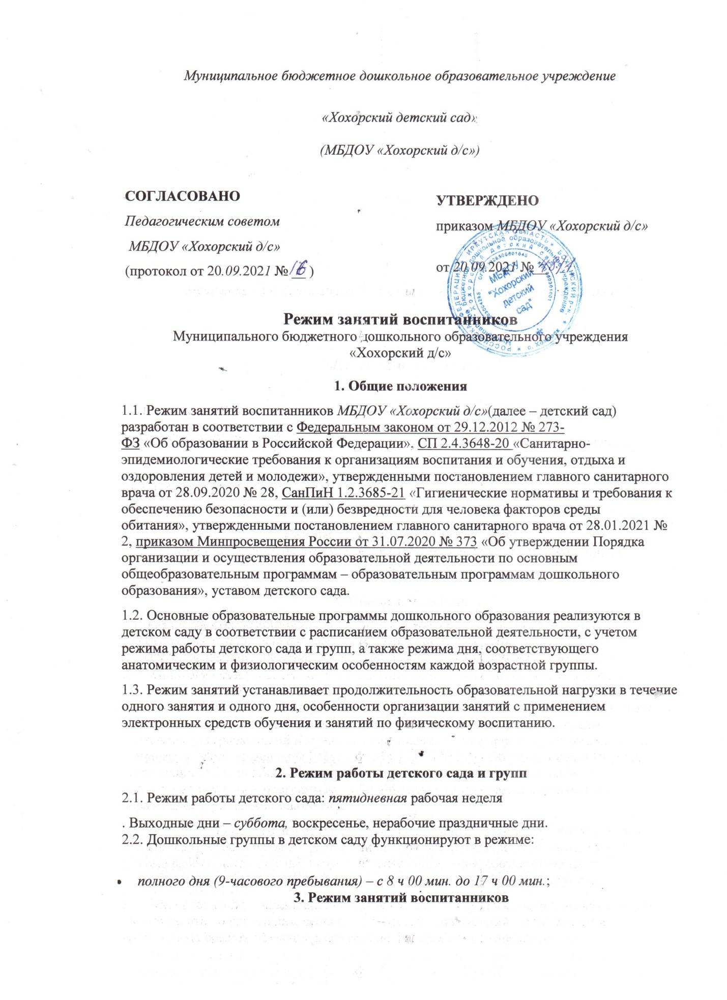 Муниципальное бюджетное дошкольное образовательное учреждение
«Хохорский детский сад»
(МБДОУ «Хохорский д/с»)
СОГЛАСОВАНО
Педагогическим советом
МБДОУ «Хохорский д/с»
(протокол от 20.09.2021 № )
УТВЕРЖДЕНО
приказом МБДОУ «Хохорский д/с»
от 20.09.2021 №
МБДОУ
"Хохорский
детский
сад"
Режим занятий воспитанников
Муниципального бюджетного дошкольного образовательного учреждения
«Хохорский д/с»
1. Общие положения
1.1. Режим занятий воспитанников МБДОУ «Хохорский д/с»(далее – детский сад)
разработан в соответствии с Федеральным законом от 29.12.2012 № 273-
ФЗ «Об образовании в Российской Федерации», СП 2.4.3648-20 «Санитарно-
эпидемиологические требования к организациям воспитания и обучения, отдыха и
оздоровления детей и молодежи», утвержденными постановлением главного санитарного
врача от 28.09.2020 № 28, СанПиН 1.2.3685-21 «Гигиенические нормативы и требования к
обеспечению безопасности и (или) безвредности для человека факторов среды
обитания», утвержденными постановлением главного санитарного врача от 28.01.2021 №
2, приказом Минпросвещения России от 31.07.2020 № 373 «Об утверждении Порядка
организации и осуществления образовательной деятельности по основным
общеобразовательным программам – образовательным программам дошкольного
образования», уставом детского сада.
1.2. Основные образовательные программы дошкольного образования реализуются в
детском саду в соответствии с расписанием образовательной деятельности, с учетом
режима работы детского сада и групп, а также режима дня, соответствующего
анатомическим и физиологическим особенностям каждой возрастной группы.
1.3. Режим занятий устанавливает продолжительность образовательной нагрузки в течение
одного занятия и одного дня, особенности организации занятий с применением
электронных средств обучения и занятий по физическому воспитанию.
2. Режим работы детского сада и групп
2.1. Режим работы детского сада: пятидневная рабочая неделя
. Выходные дни – суббота, воскресенье, нерабочие праздничные дни.
2.2. Дошкольные группы в детском саду функционируют в режиме:
• полного дня (9-часового пребывания) – с 8 ч 00 мин. до 17 ч 00 мин.;
3. Режим занятий воспитанников